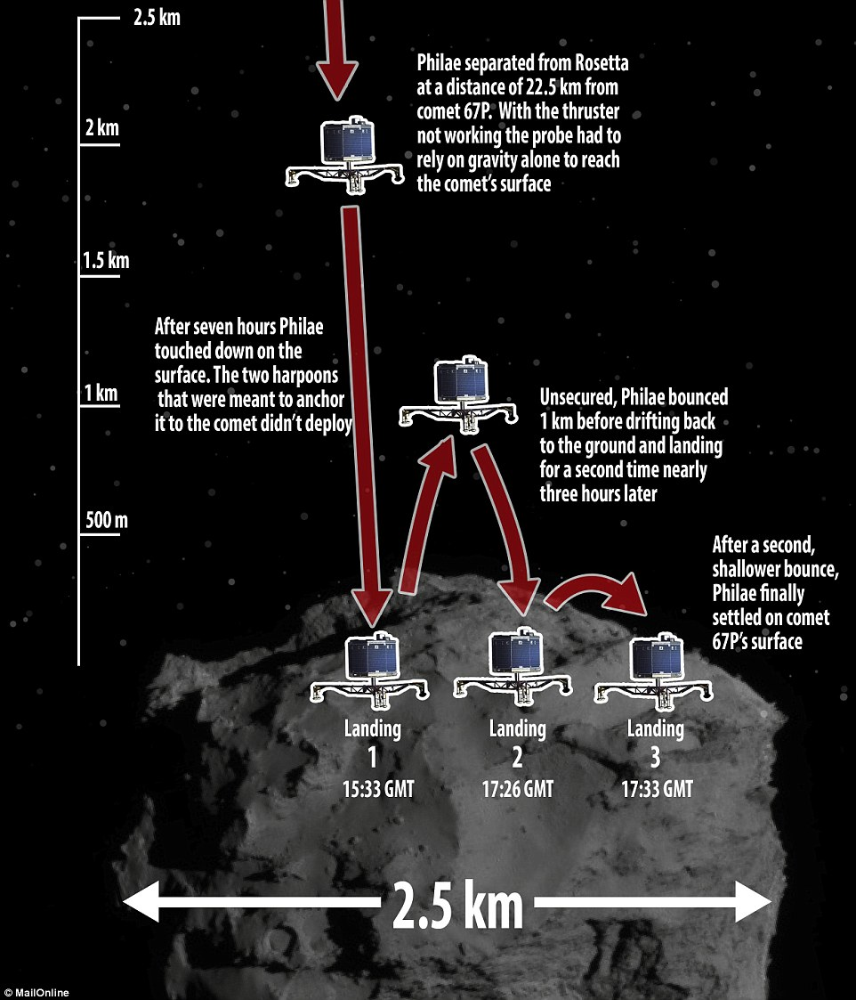 2.5 km
Philae separated from Rosetta
at a distance of 22.5 km from
comet 67P. With the thruster
not working the probe had to
rely on gravity alone to reach
the comet's surface
2 km
1.5 km
After seven hours Philae
touched down on the
surface. The two harpoons
that were meant to anchor
it to the comet didn't deploy
1 km
Unsecured, Philae bounced
1 km before drifting back
to the ground and landing
for a second time nearly
three hours later
500 m
After a second,
shallower bounce,
Philae finally
settled on comet
67P's surface
Landing
1
15:33 GMT
Landing
2
17:26 GMT
Landing
3
17:33 GMT
2.5 km
© MailOnline